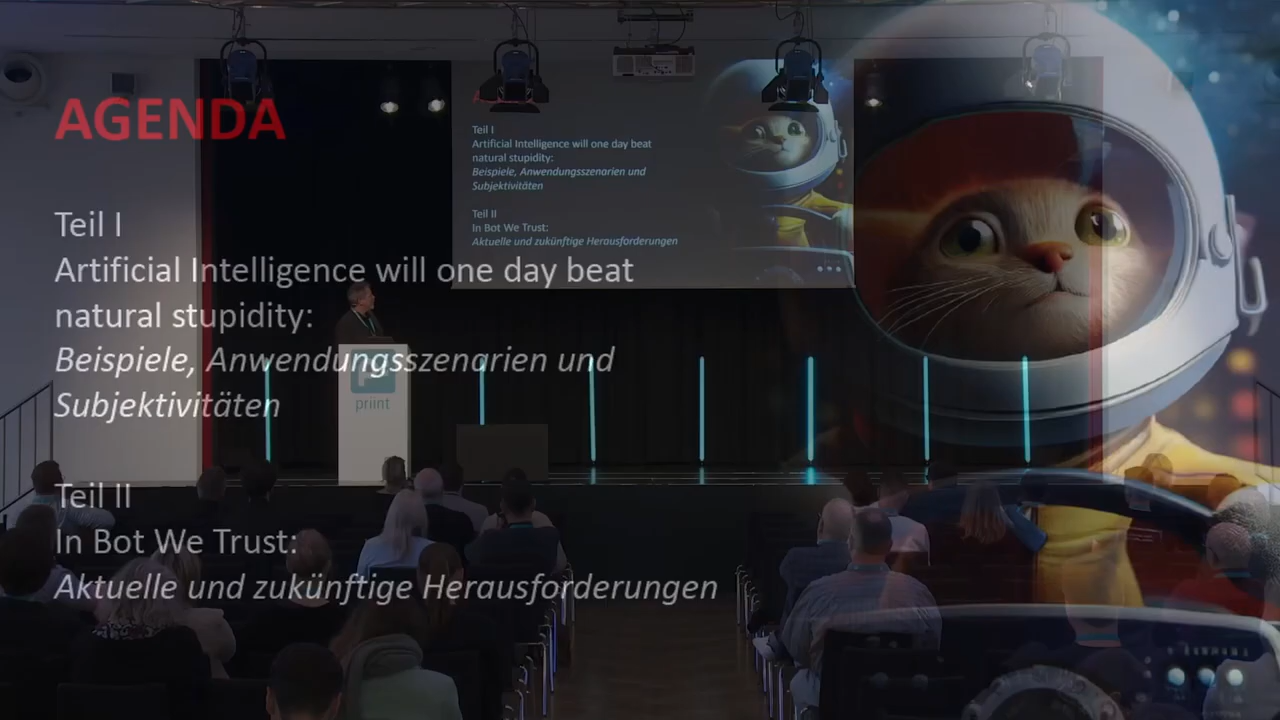 AGENDA
Teil I
Artificial Intelligence will one day beat
natural stupidity:
Beispiele, Anwendungsszenarien und
Subjektivitäten
Teil II
In Bot We Trust:
Aktuelle und zukünftige Herausforderungen
Teil I
Artificial Intelligence will one day beat
natural stupidity:
Beispiele, Anwendungsszenarien und
Subjektivitäten
Teil II
In Bot We Trust:
Aktuelle und zukünftige Herausforderungen
priint